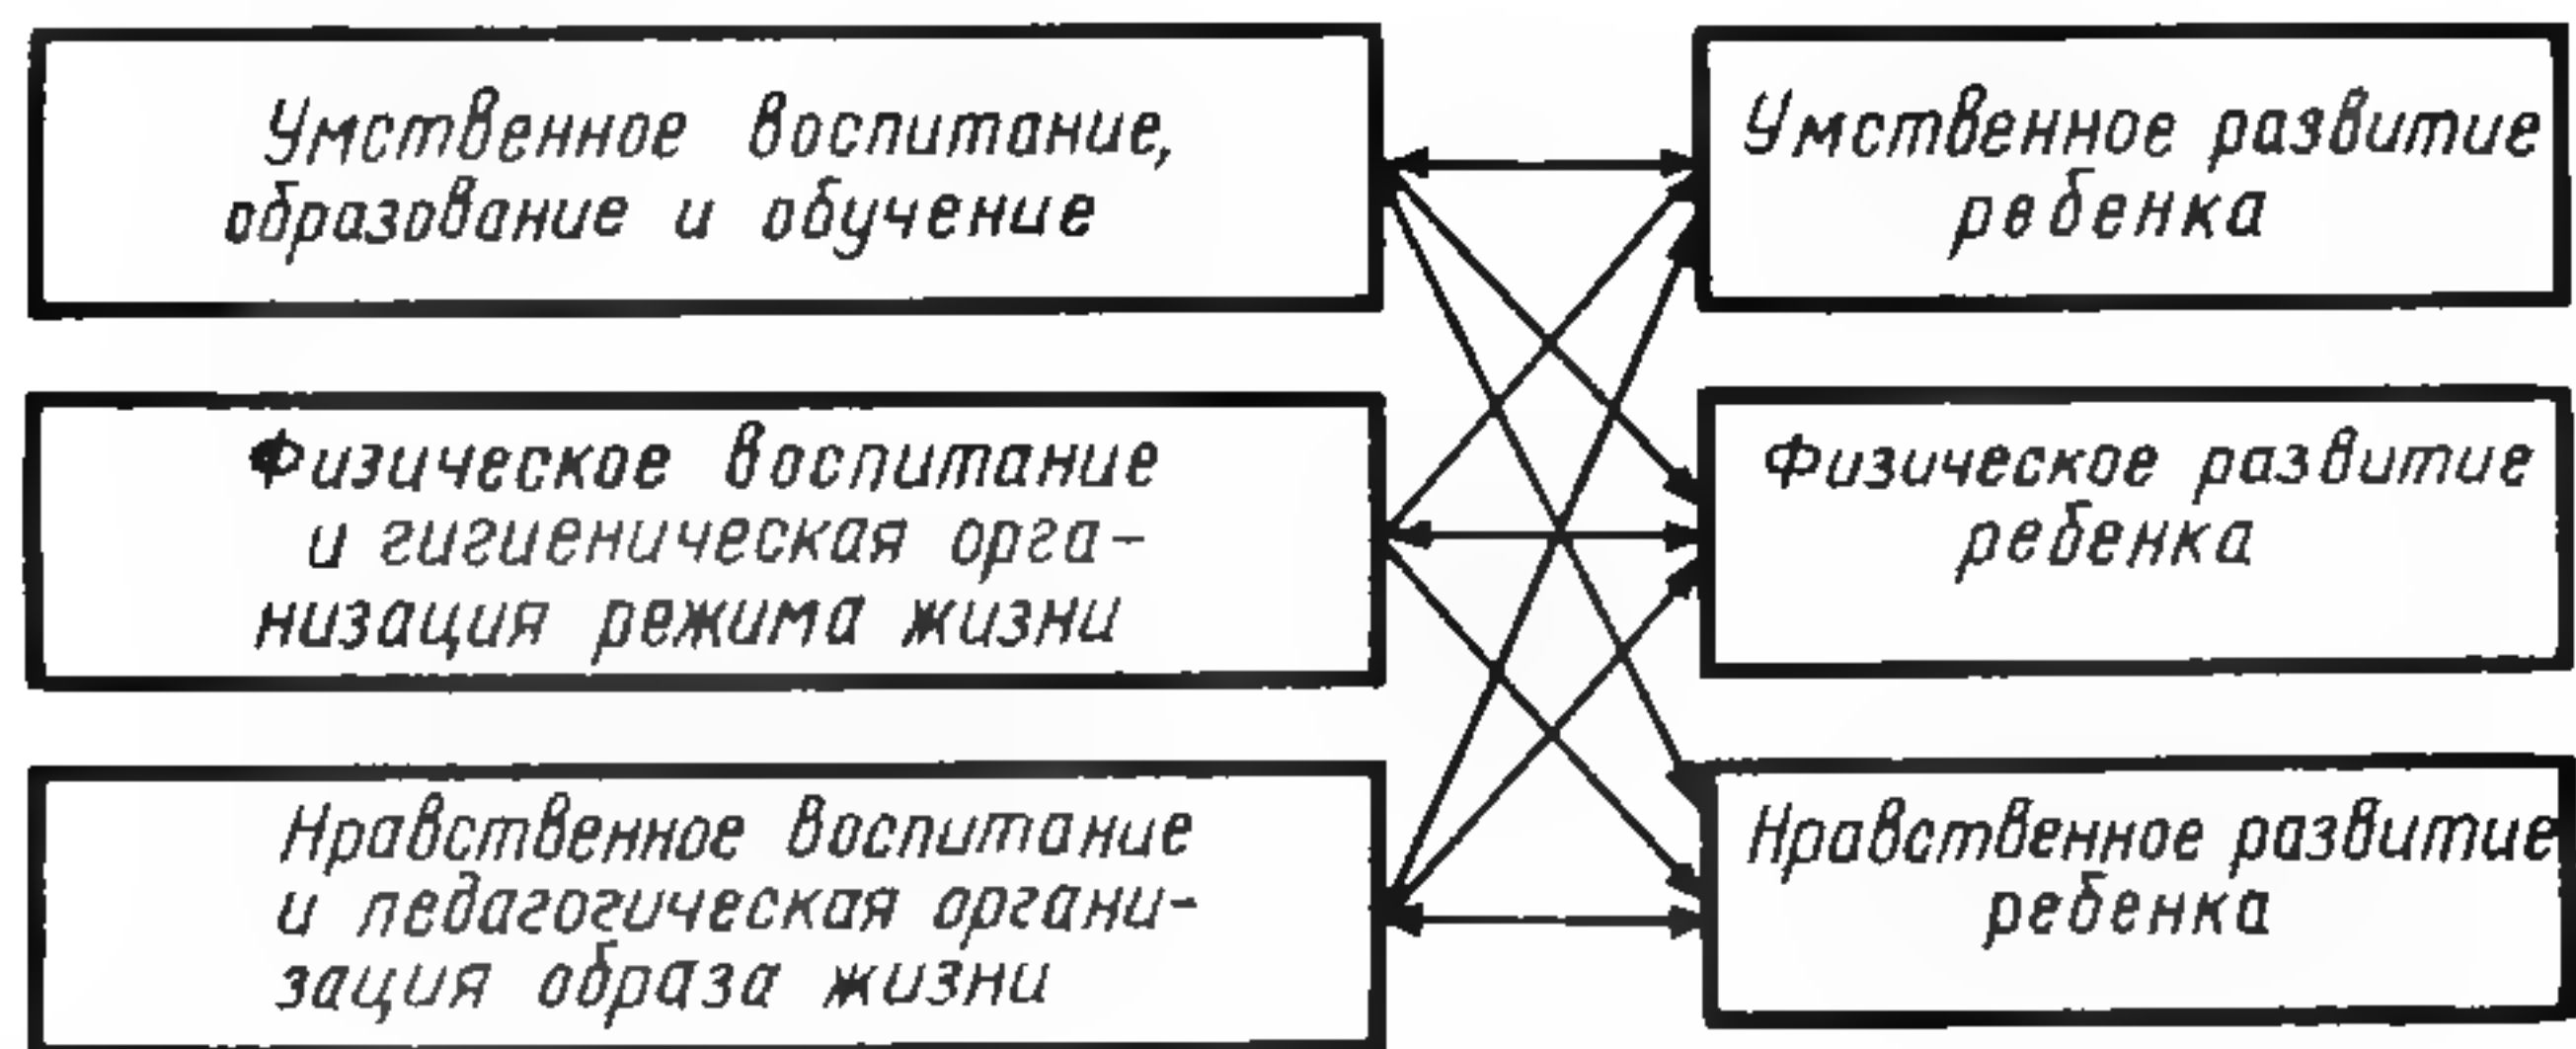 Умственное воспитание,
образование и обучение
Умственное развитие
ребенка
Физическое воспитание
и гигиеническая орга-
низация режима жизни
Физическое развитие
ребенка
Нравственное воспитание
и педагогическая органи-
зация образа жизни
Нравственное развитие
ребенка